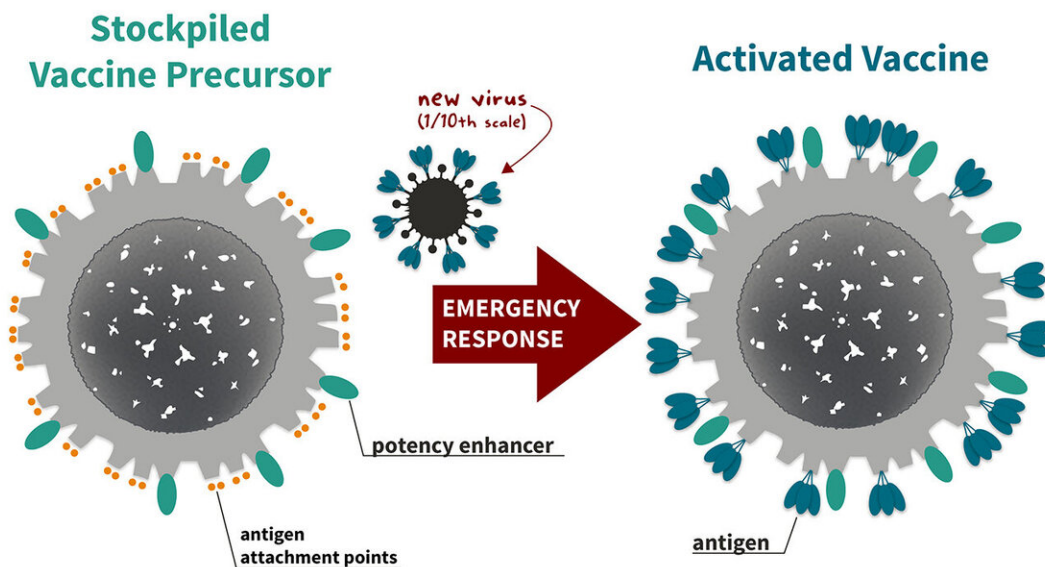 Stockpiled
Vaccine Precursor
new virus
(1/10th scale)
Activated Vaccine
EMERGENCY
RESPONSE
potency enhancer
antigen
attachment points
antigen